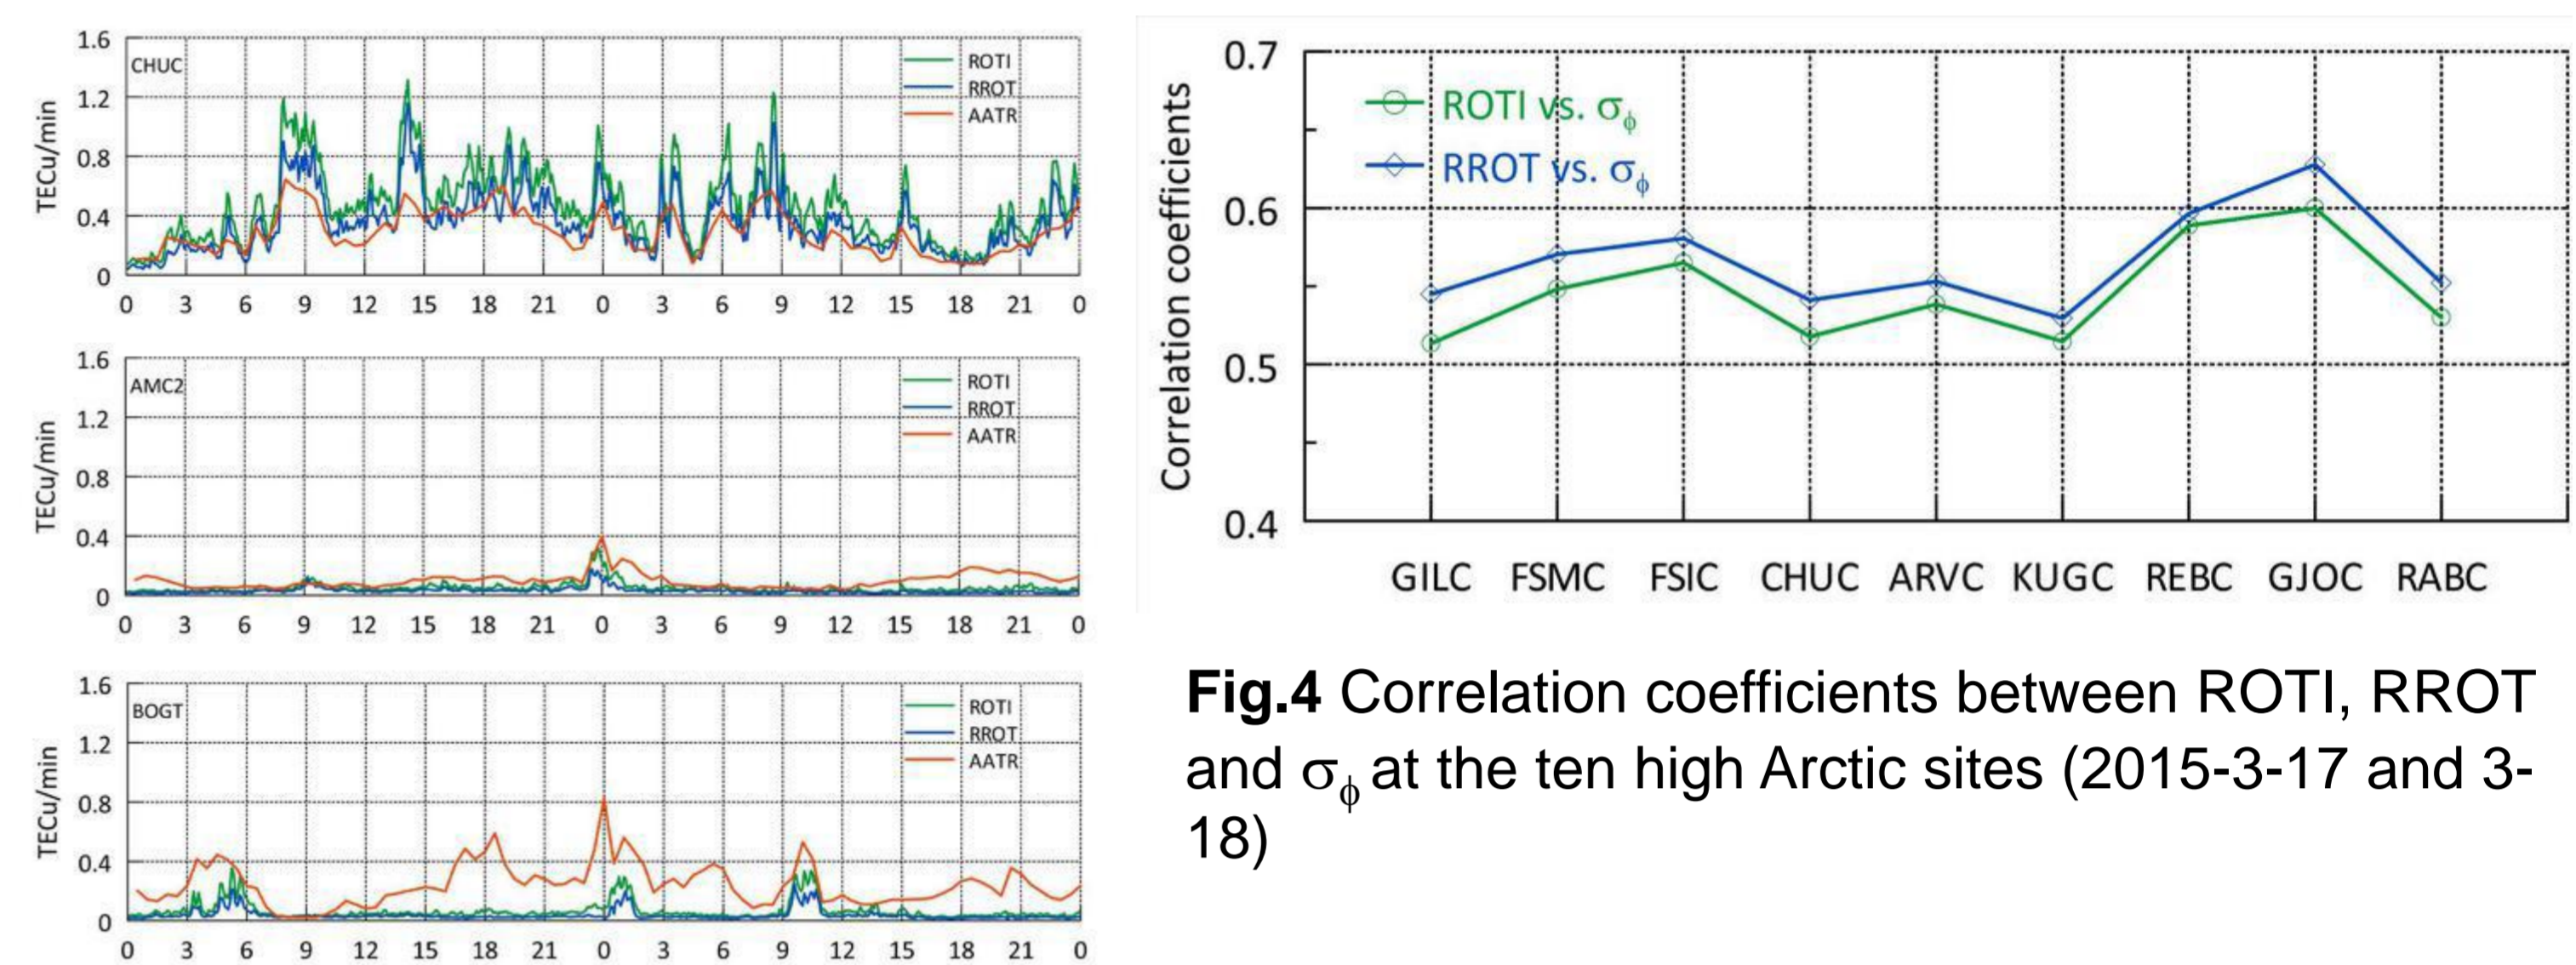 CHUC
ROTI
RROT
AATR
TECu/min
1.6
1.2
0.8
0.4
0
0 3 6 9 12 15 18 21 0 3 6 9 12 15 18 21 0
AMC2
ROTI
RROT
AATR
TECu/min
1.6
1.2
0.8
0.4
0
0 3 6 9 12 15 18 21 0 3 6 9 12 15 18 21 0
BOGT
ROTI
RROT
AATR
TECu/min
1.6
1.2
0.8
0.4
0
0 3 6 9 12 15 18 21 0 3 6 9 12 15 18 21 0
Correlation coefficients
0.7
0.6
0.5
0.4
ROTI vs. σϕ
RROT vs. σϕ
GILC FSMC FSIC CHUC ARVC KUGC REBC GJOC RABC
Fig.4 Correlation coefficients between ROTI, RROT
and σϕ at the ten high Arctic sites (2015-3-17 and 3-
18)